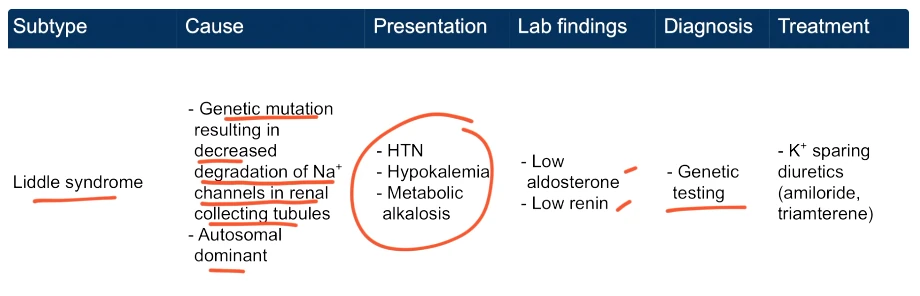 Subtype Cause Presentation Lab findings Diagnosis Treatment
Liddle syndrome
- Genetic mutation
resulting in
decreased
degradation of Na⁺
channels in renal
collecting tubules
- Autosomal
dominant
- HTN
- Hypokalemia
- Metabolic
alkalosis
- Low
aldosterone
- Low renin
- Genetic
testing
- K⁺ sparing
diuretics
(amiloride,
triamterene)